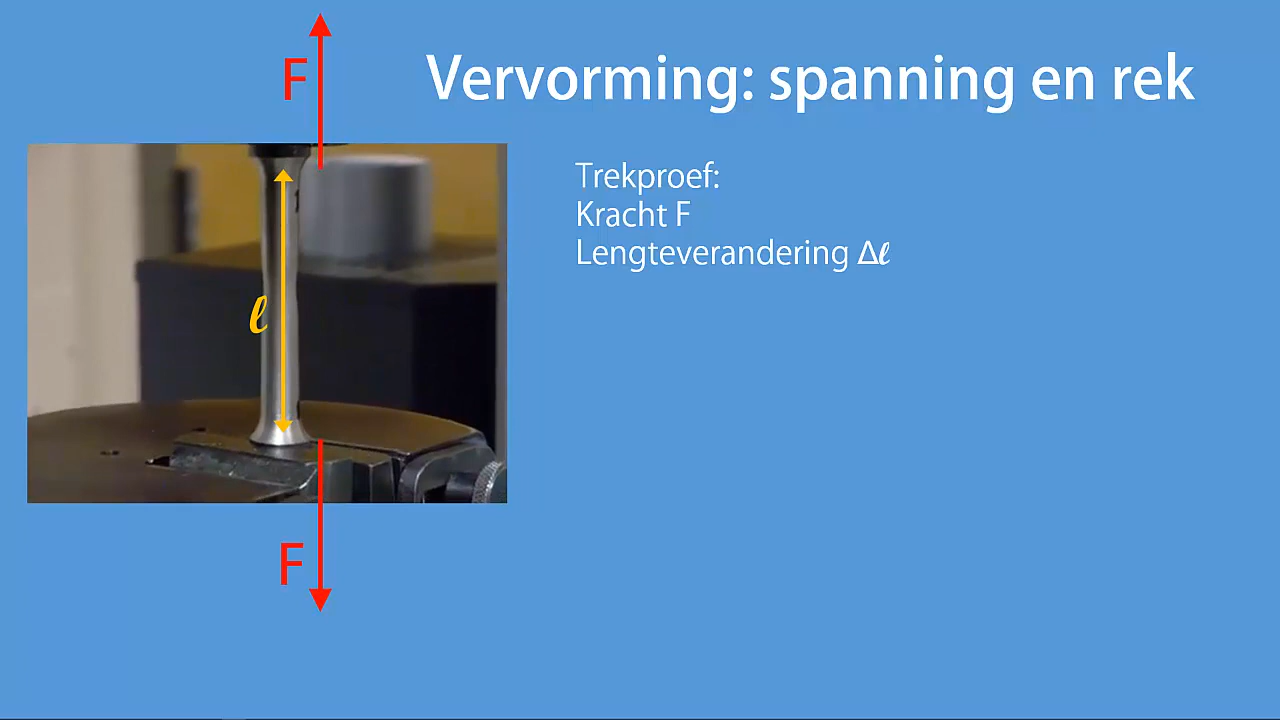 F
Vervorming: spanning en rek
Trekproef:
Kracht F
Lengteverandering Δℓ
ℓ
F